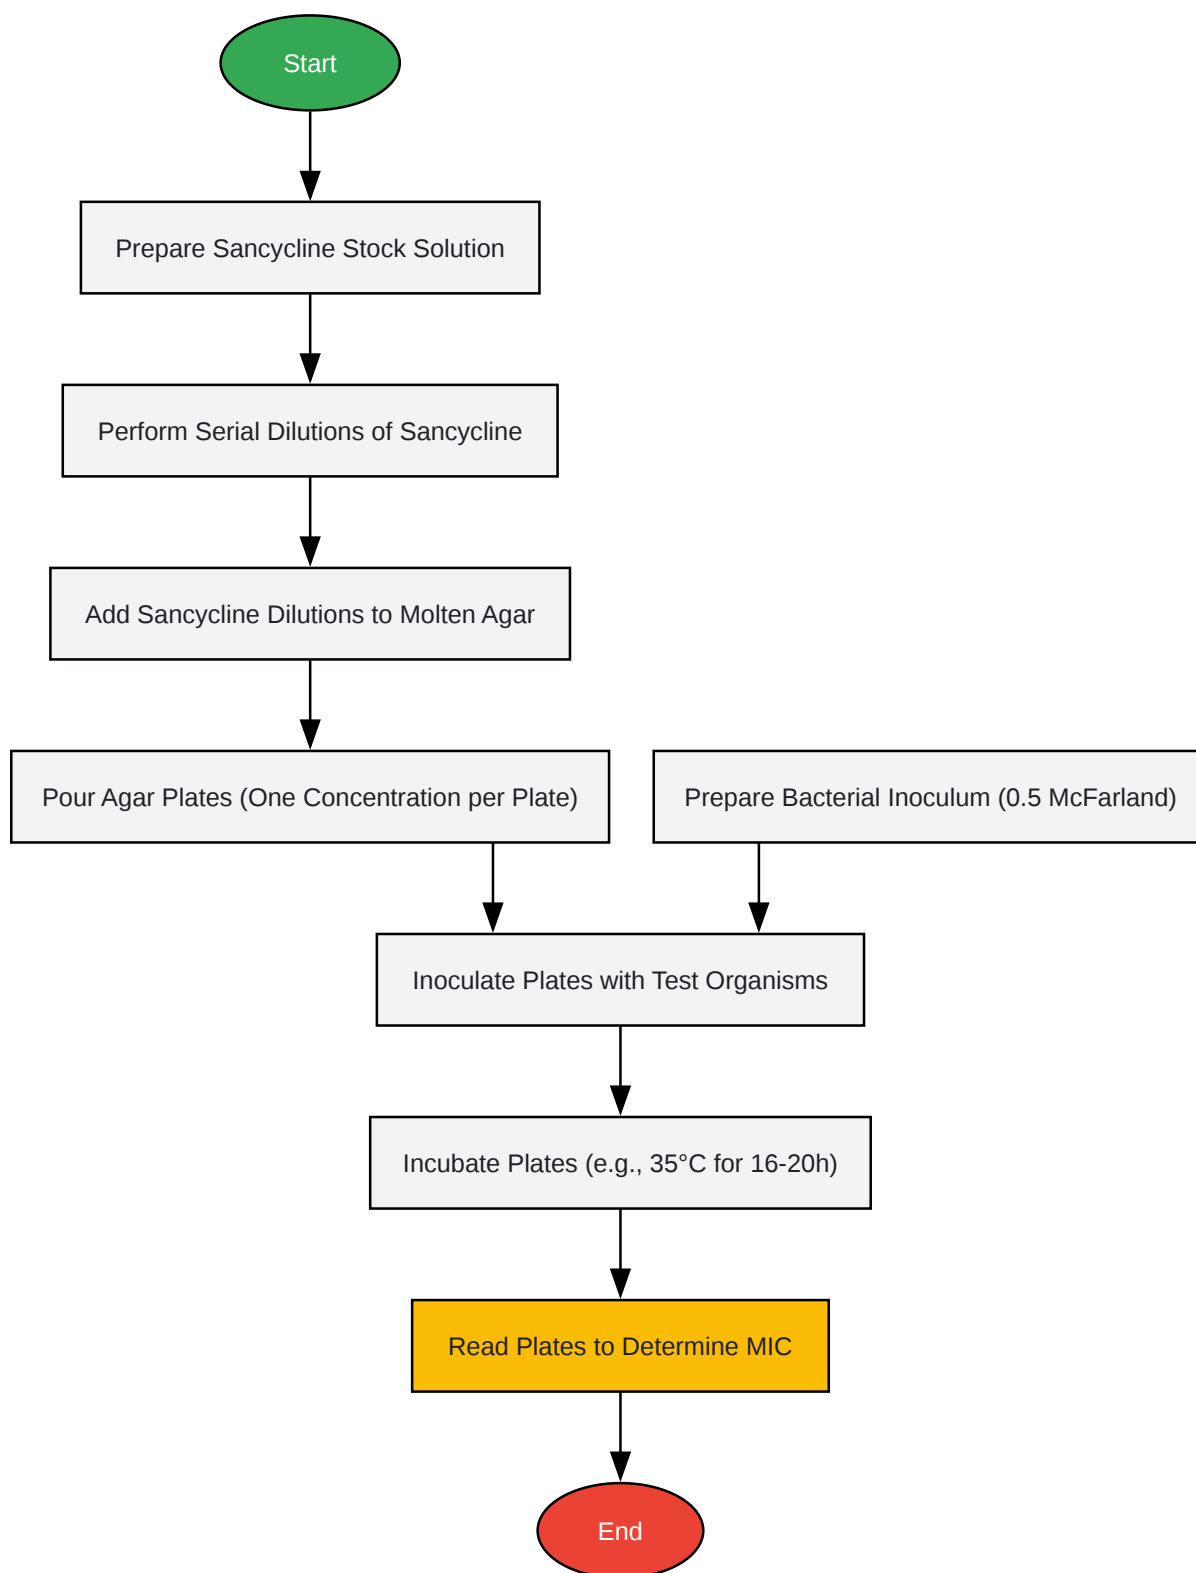 Start
Prepare Sancycline Stock Solution
Perform Serial Dilutions of Sancycline
Add Sancycline Dilutions to Molten Agar
Pour Agar Plates (One Concentration per Plate)
Prepare Bacterial Inoculum (0.5 McFarland)
Inoculate Plates with Test Organisms
Incubate Plates (e.g., 35°C for 16-20h)
Read Plates to Determine MIC
End